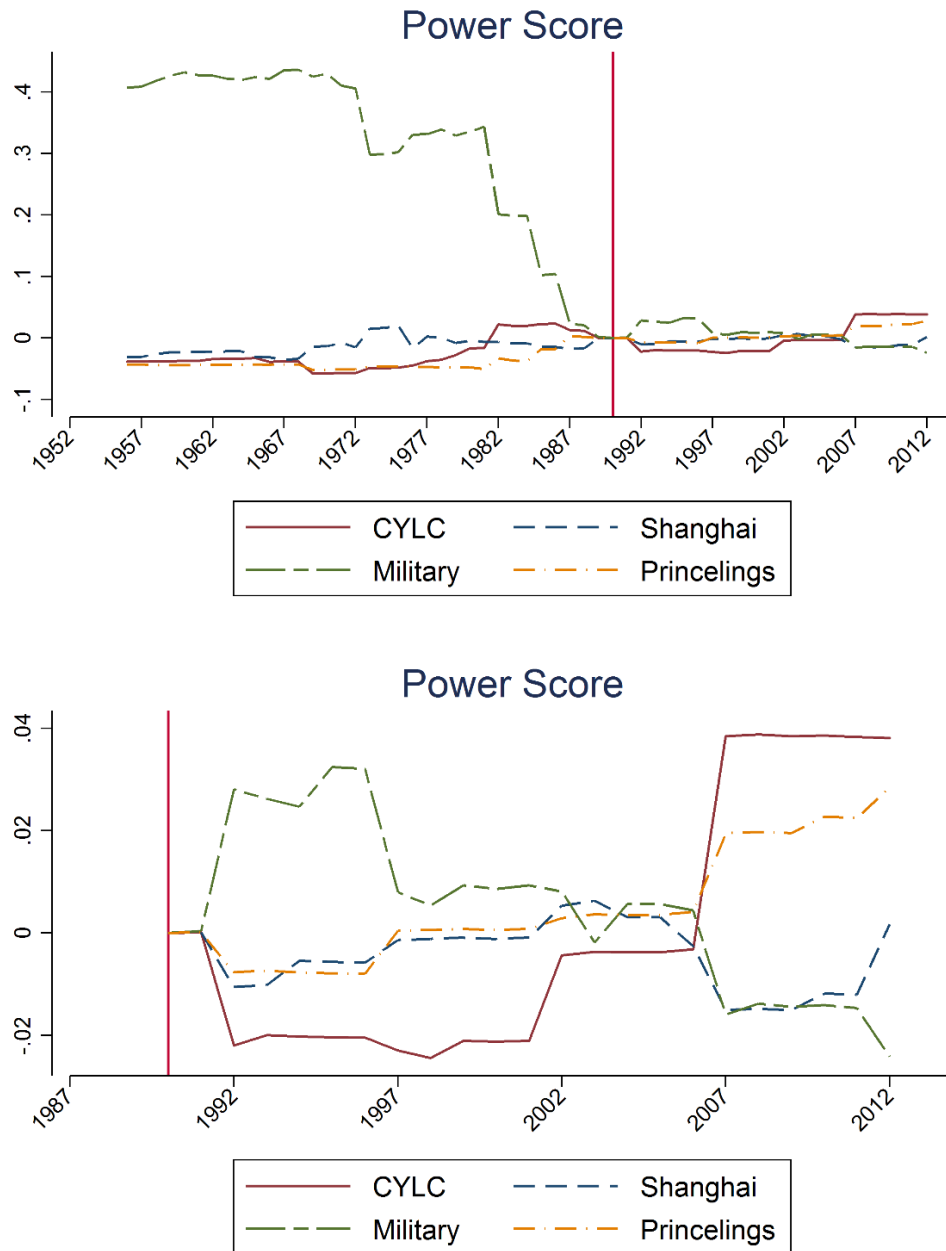 Power Score
.4
.3
.2
.1
0
-.1
1952 1957 1962 1967 1972 1977 1982 1987 1992 1997 2002 2007 2012
CYLC Shanghai
Military Princelings
Power Score
.04
.02
0
-.02
1987 1992 1997 2002 2007 2012
CYLC Shanghai
Military Princelings